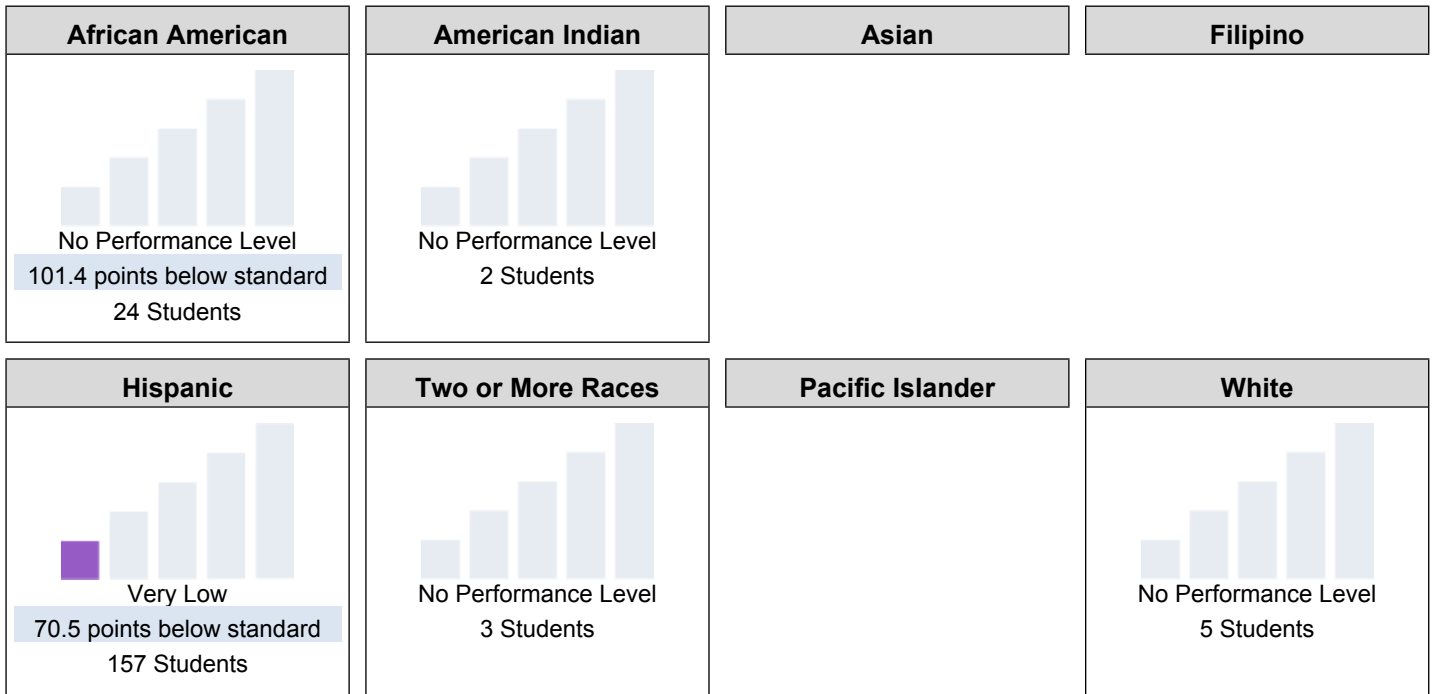 African American
No Performance Level
101.4 points below standard
24 Students
American Indian
No Performance Level
2 Students
Asian
Filipino
Hispanic
Very Low
70.5 points below standard
157 Students
Two or More Races
No Performance Level
3 Students
Pacific Islander
White
No Performance Level
5 Students